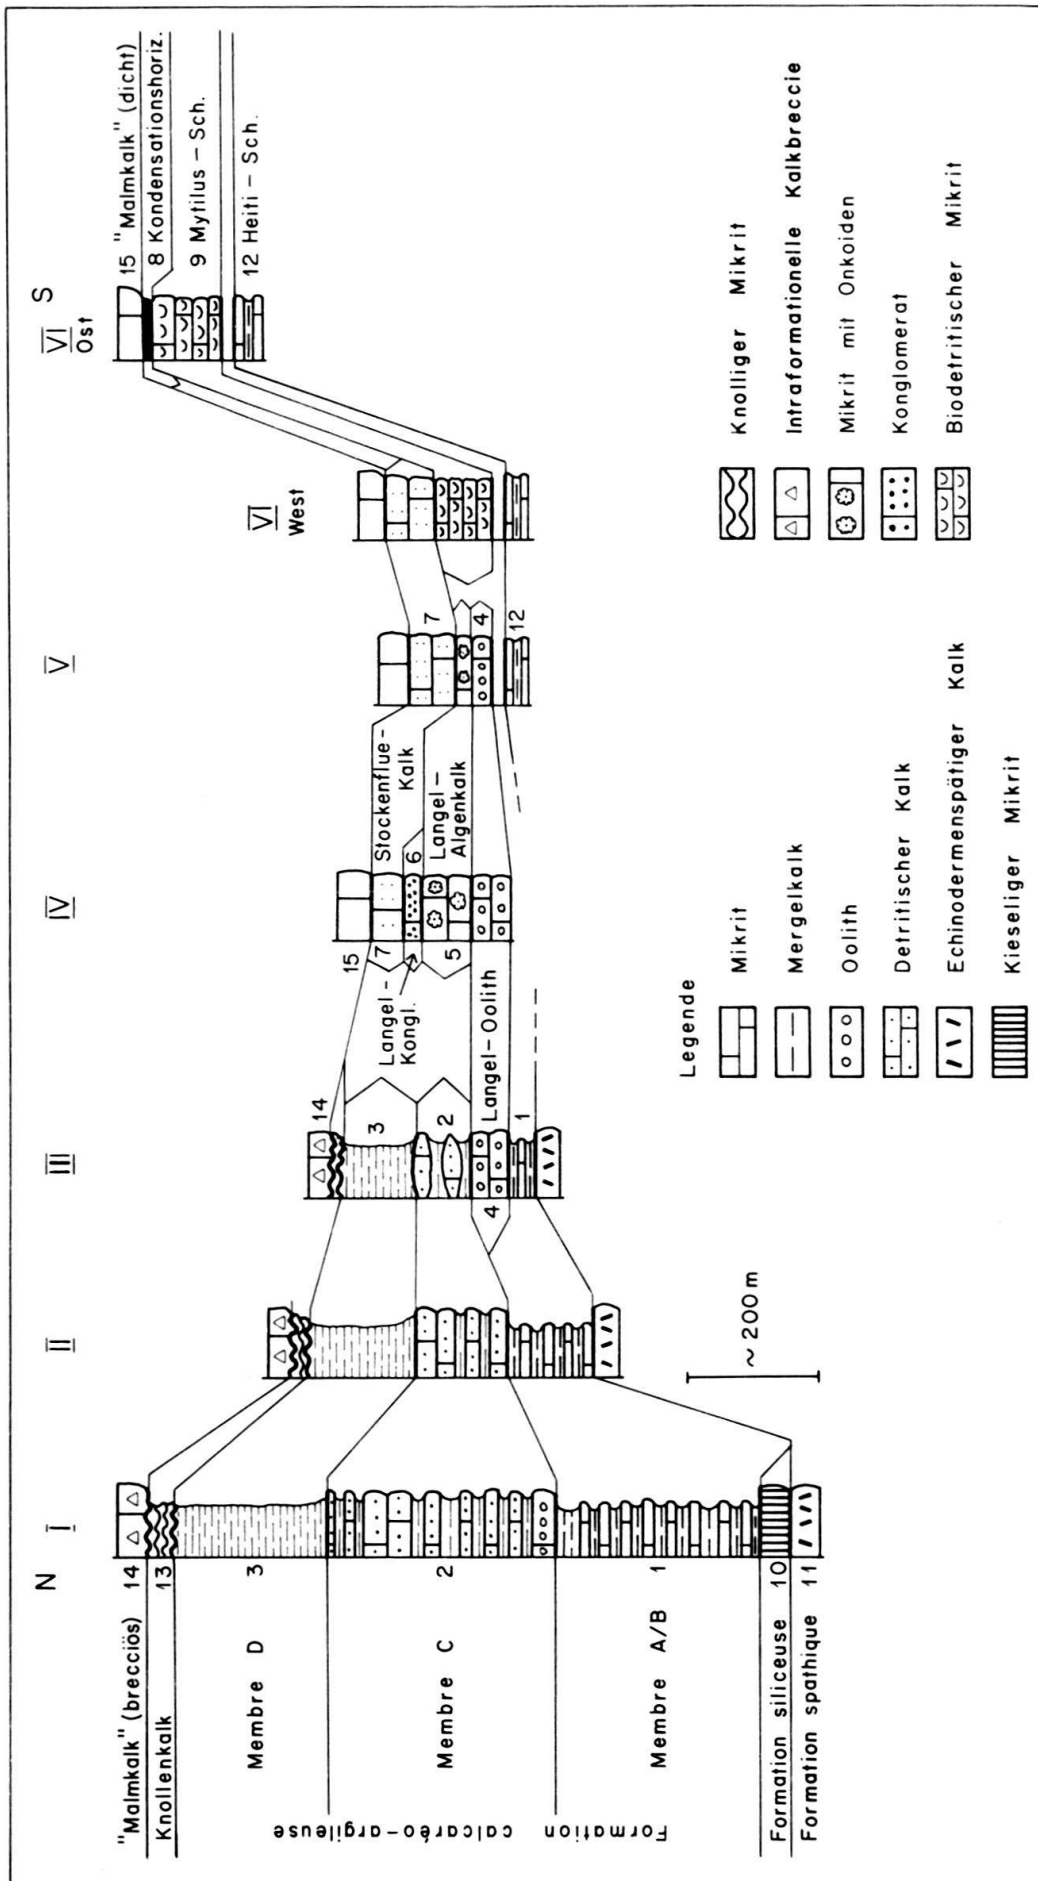 N
I
II
III
IV
V
VI
West
VI
Ost
S
"Malmkalk" (brecciös) 14
Knollenkalk 13
Membre D 3
Membre C 2
Membre A/B 1
Formation calcaréo-argileuse
Formation siliceuse 10
Formation spathique 11
14
3
2
4
1
15
7
Langel-
Kongl.
5
Langel-Oolith
Stockenflue-
Kalk
6
Langel-
Algenkalk
7
4
12
15 "Malmkalk" (dicht)
8 Kondensationshoriz.
9 Mytilus - Sch.
12 Heiti - Sch.
~ 200 m
Legende
Mikrit
Mergelkalk
Oolith
Detritischer Kalk
Echinodermenspätiger Kalk
Kieseliger Mikrit
Knolliger Mikrit
Intraformationelle Kalkbreccie
Mikrit mit Onkoiden
Konglomerat
Biodetritischer Mikrit